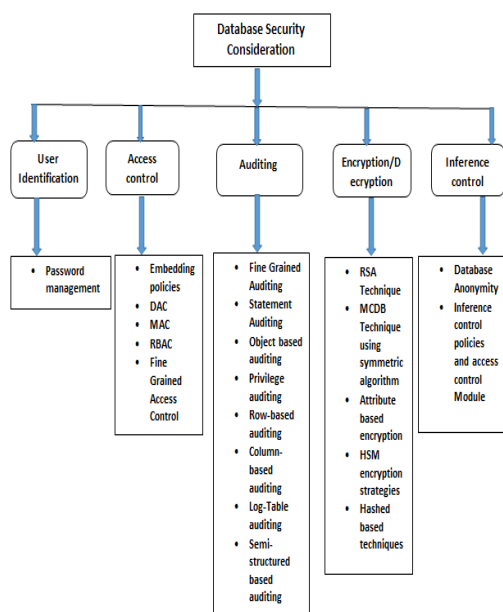 Database Security
Consideration
User
Identification
Access
control
Auditing
Encryption/D
ecryption
Inference
control
• Password
management
• Embedding
policies
• DAC
• MAC
• RBAC
• Fine
Grained
Access
Control
• Fine Grained
Auditing
• Statement
Auditing
• Object based
auditing
• Privilege
auditing
• Row-based
auditing
• Column-
based
auditing
• Log-Table
auditing
• Semi-
structured
based
auditing
• RSA
Technique
• MCDB
Technique
using
symmetric
algorithm
• Attribute
based
encryption
• HSM
encryption
strategies
• Hashed
based
techniques
• Database
Anonymity
• Inference
control
policies
and access
control
Module